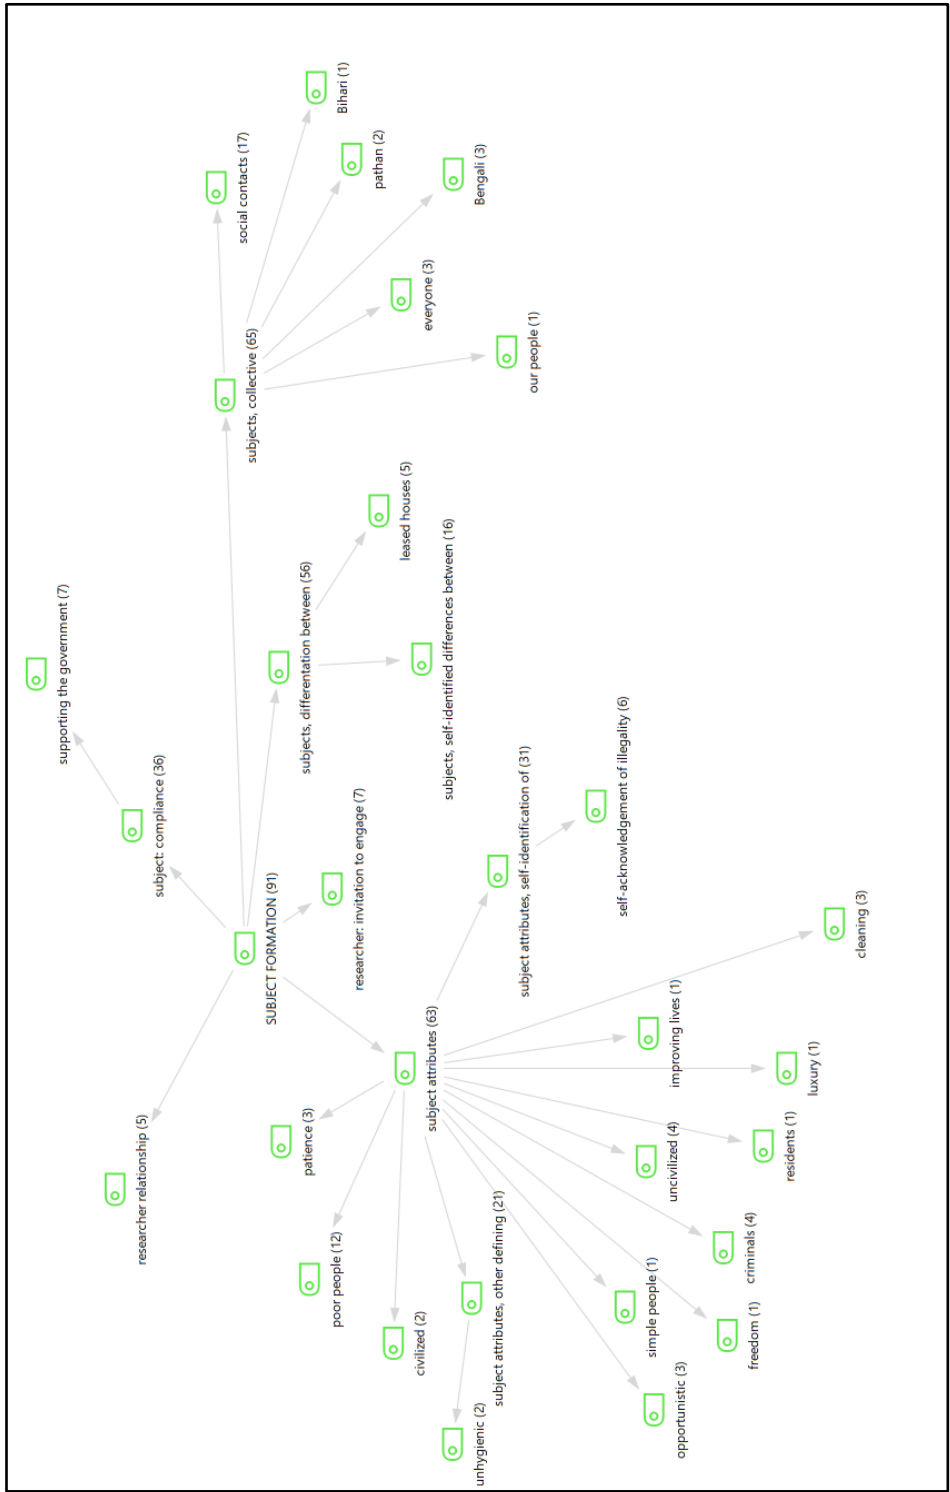 supporting the government (7)
subject: compliance (36)
researcher relationship (5)
SUBJECT FORMATION (91)
subjects, collective (65)
social contacts (17)
Bihari (1)
pathan (2)
Bengali (3)
everyone (3)
our people (1)
subjects, differentation between (56)
leased houses (5)
subjects, self-identified differences between (16)
researcher: invitation to engage (7)
subject attributes (63)
subject attributes, self-identification of (31)
self-acknowledgement of illegality (6)
patience (3)
poor people (12)
civilized (2)
subject attributes, other defining (21)
unhygienic (2)
opportunistic (3)
simple people (1)
freedom (1)
criminals (4)
uncivilized (4)
residents (1)
luxury (1)
improving lives (1)
cleaning (3)